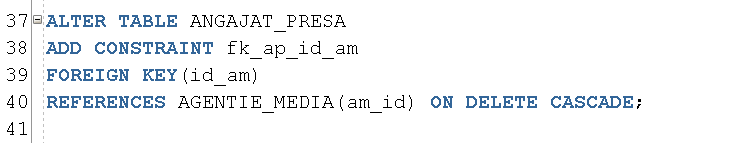 37 ALTER TABLE ANGAJAT_PRESA
38 ADD CONSTRAINT fk_ap_id_am
39 FOREIGN KEY(id_am)
40 REFERENCES AGENTIE_MEDIA(am_id) ON DELETE CASCADE;
41